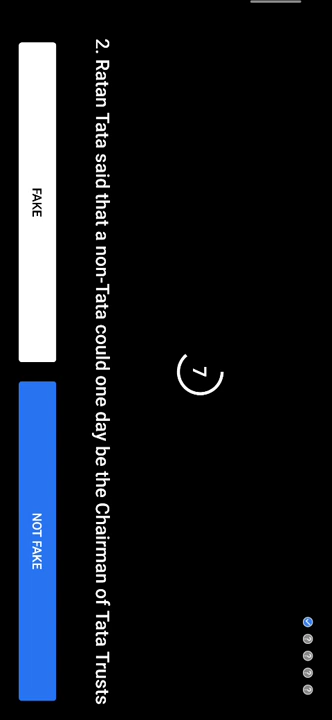 7
2. Ratan Tata said that a non-Tata could one day be the Chairman of Tata Trusts
FAKE
NOT FAKE